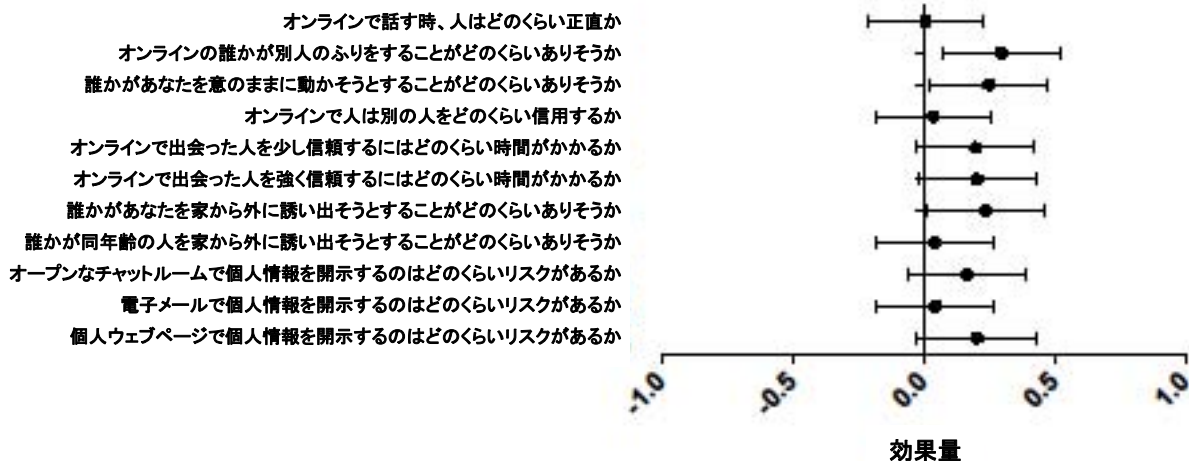 オンラインで話す時、人はどのくらい正直か
オンラインの誰かが別人のふりをすることがどのくらいありそうか
誰かがあなたを意のままに動かそうとすることがどのくらいありそうか
オンラインで人は別の人をどのくらい信用するか
オンラインで出会った人を少し信頼するにはどのくらい時間がかかるか
オンラインで出会った人を強く信頼するにはどのくらい時間がかかるか
誰かがあなたを家から外に誘い出そうとすることがどのくらいありそうか
誰かが同年齢の人を家から外に誘い出そうとすることがどのくらいありそうか
オープンなチャットルームで個人情報を開示するのはどのくらいリスクがあるか
電子メールで個人情報を開示するのはどのくらいリスクがあるか
個人ウェブページで個人情報を開示するのはどのくらいリスクがあるか
-1.0 -0.5 0.0 0.5 1.0
効果量